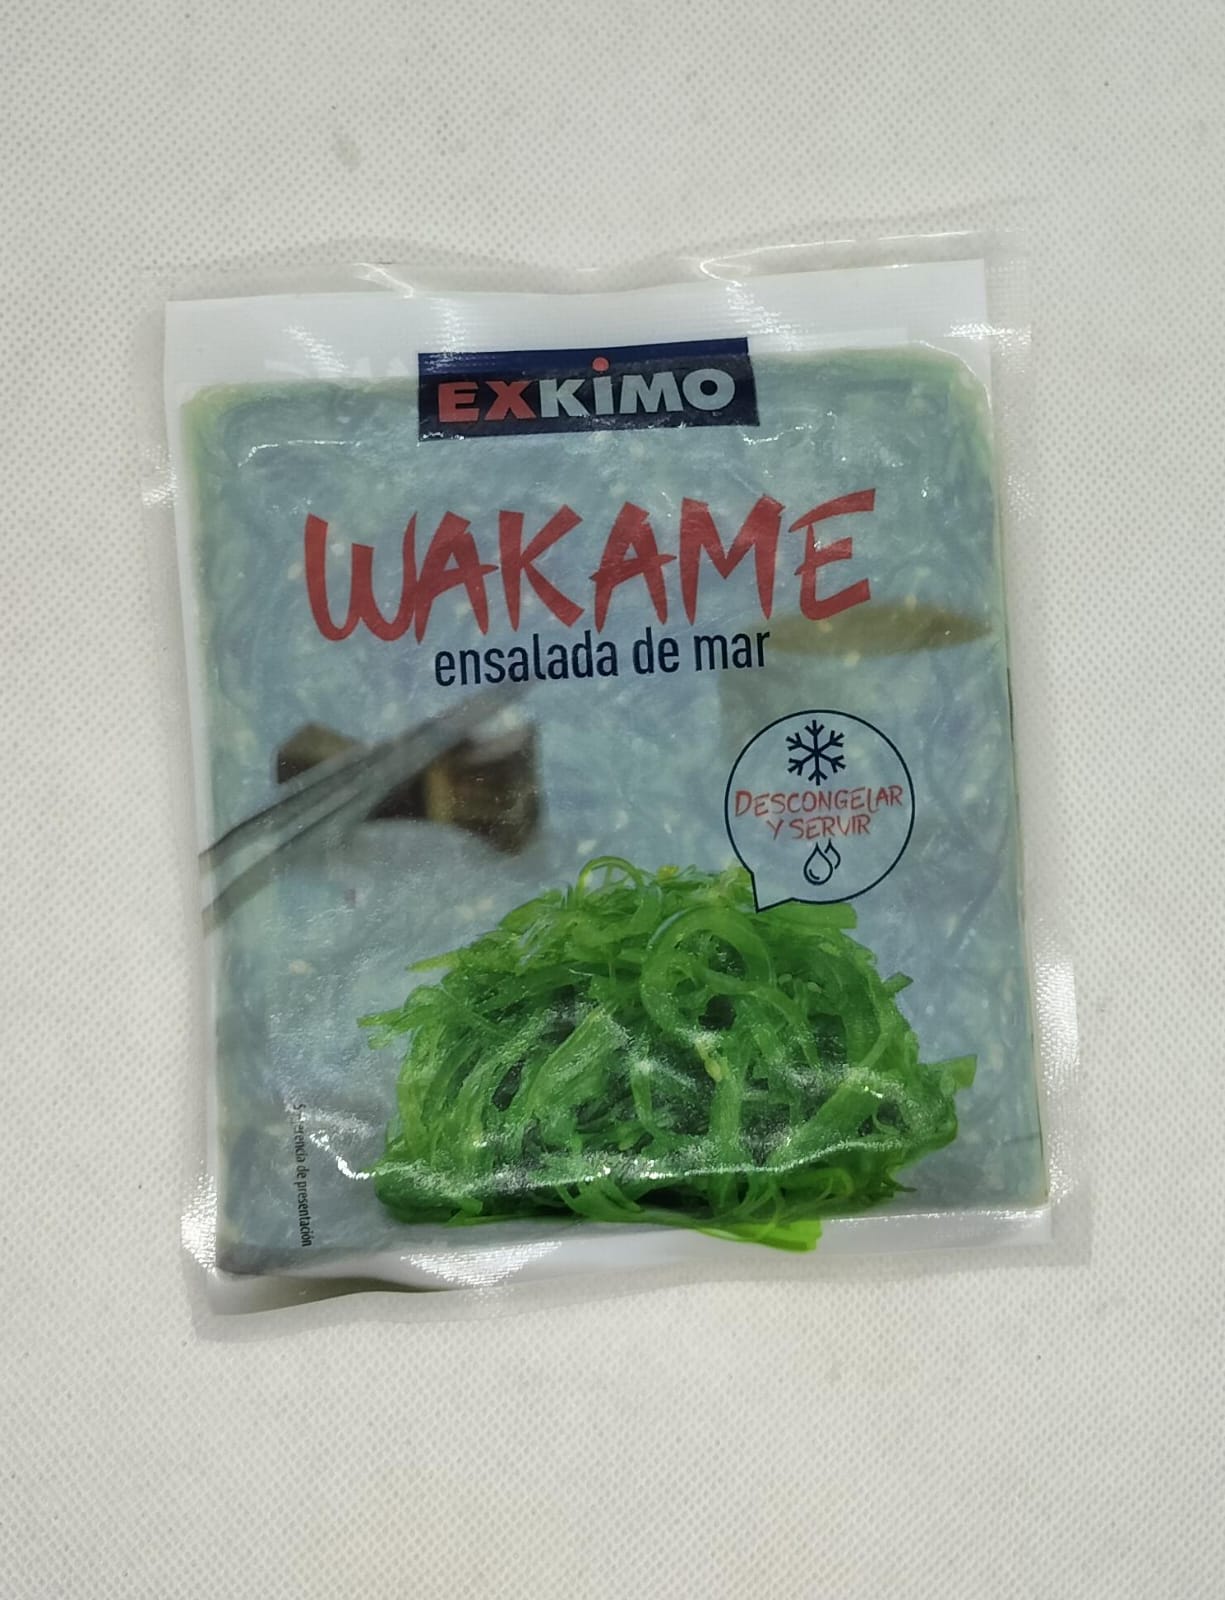 EXKIMO
WAKAME
ensalada de mar
DESCONGELAR
Y SERVIR
Sugerencia de presentación